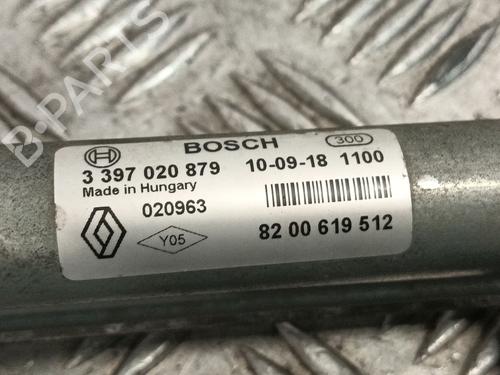 B-PARTS
BOSCH 300
3 397 020 879 10-09-18 1100
Made in Hungary
020963
Y05 82 00 619 512